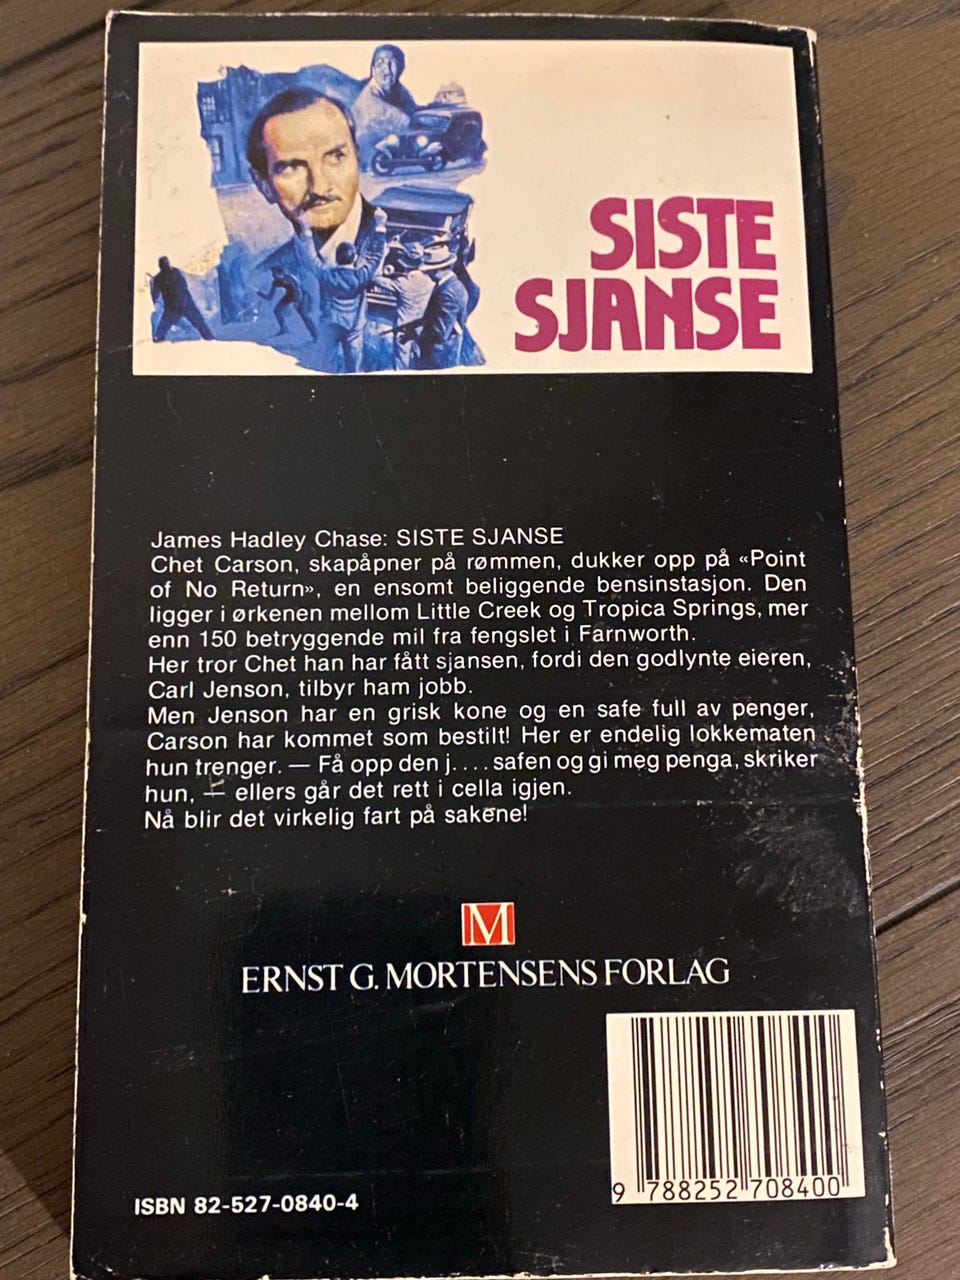 SISTE
SJANSE
James Hadley Chase: SISTE SJANSE
Chet Carson, skapåpner på rømmen, dukker opp på «Point
of No Return», en ensomt beliggende bensinstasjon. Den
ligger i ørkenen mellom Little Creek og Tropica Springs, mer
enn 150 betryggende mil fra fengslet i Farnworth.
Her tror Chet han har fått sjansen, fordi den godlynte eieren,
Carl Jenson, tilbyr ham jobb.
Men Jenson har en grisk kone og en safe full av penger,
Carson har kommet som bestilt! Her er endelig lokkematen
hun trenger. — Få opp den j.... safen og gi meg penga, skriker
hun, — ellers går det rett i cella igjen.
Nå blir det virkelig fart på sakene!
M
ERNST G. MORTENSENS FORLAG
9 788252 708400
ISBN 82-527-0840-4